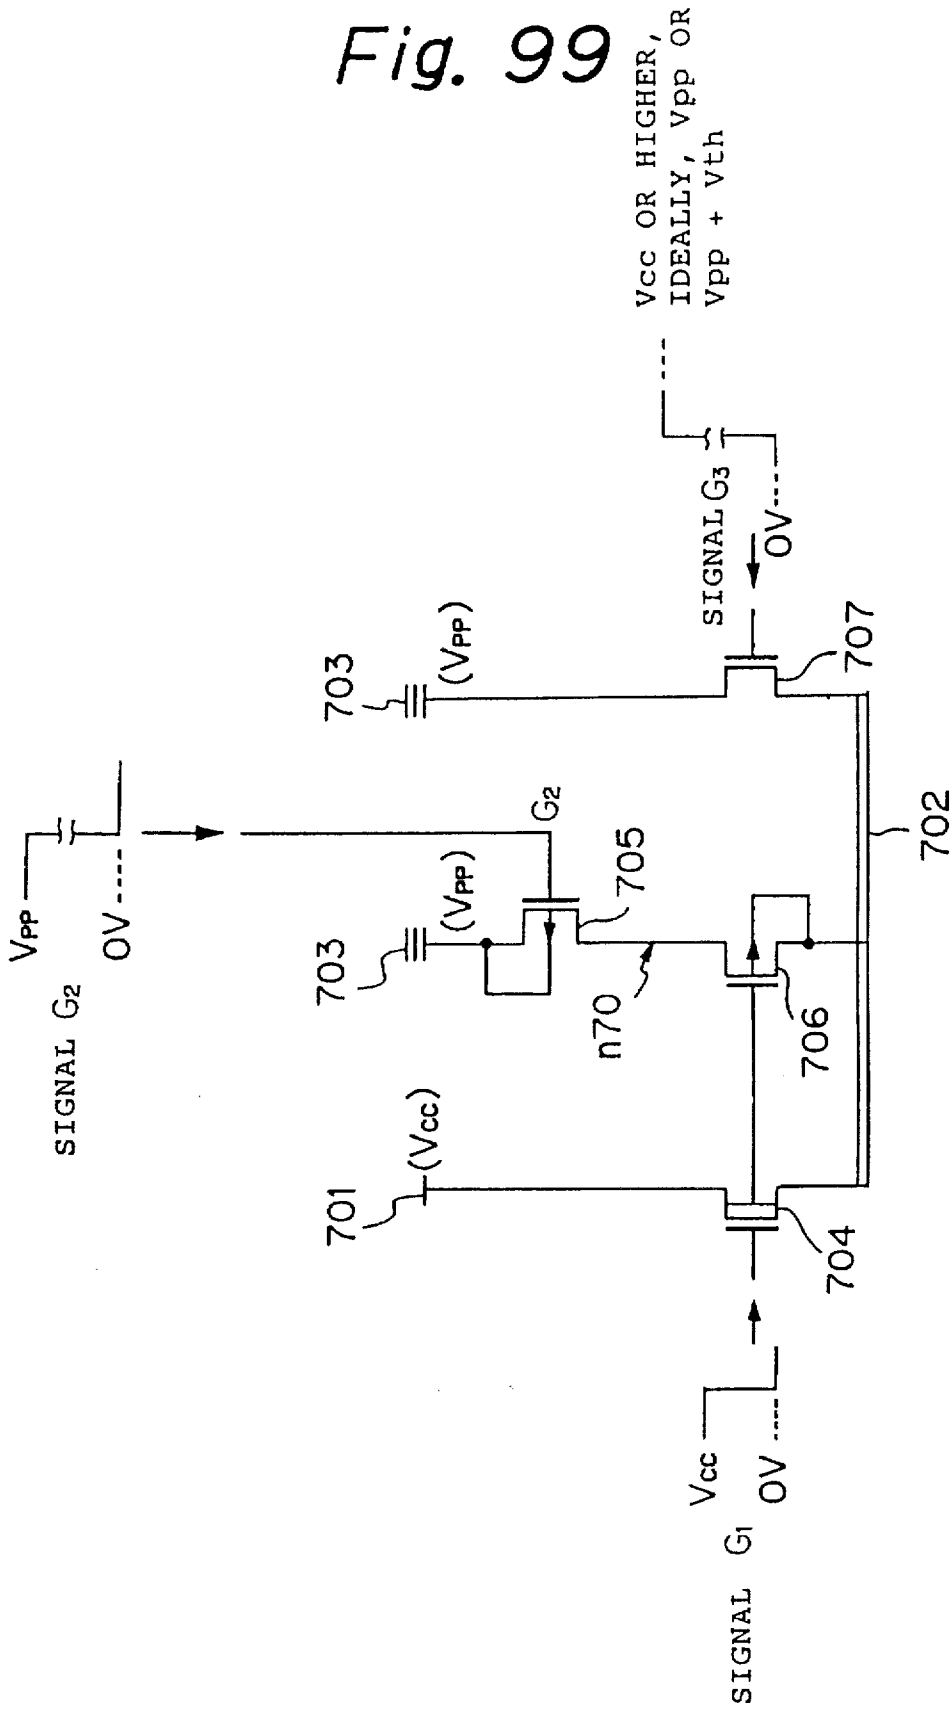 Fig. 99
SIGNAL G2
VPP
0V
701
(Vcc)
703
(VPP)
703
(VPP)
G2
705
n70
706
704
707
702
SIGNAL G1
Vcc
0V
SIGNAL G3
0V
Vcc OR HIGHER,
IDEALLY, Vpp OR
Vpp + Vth